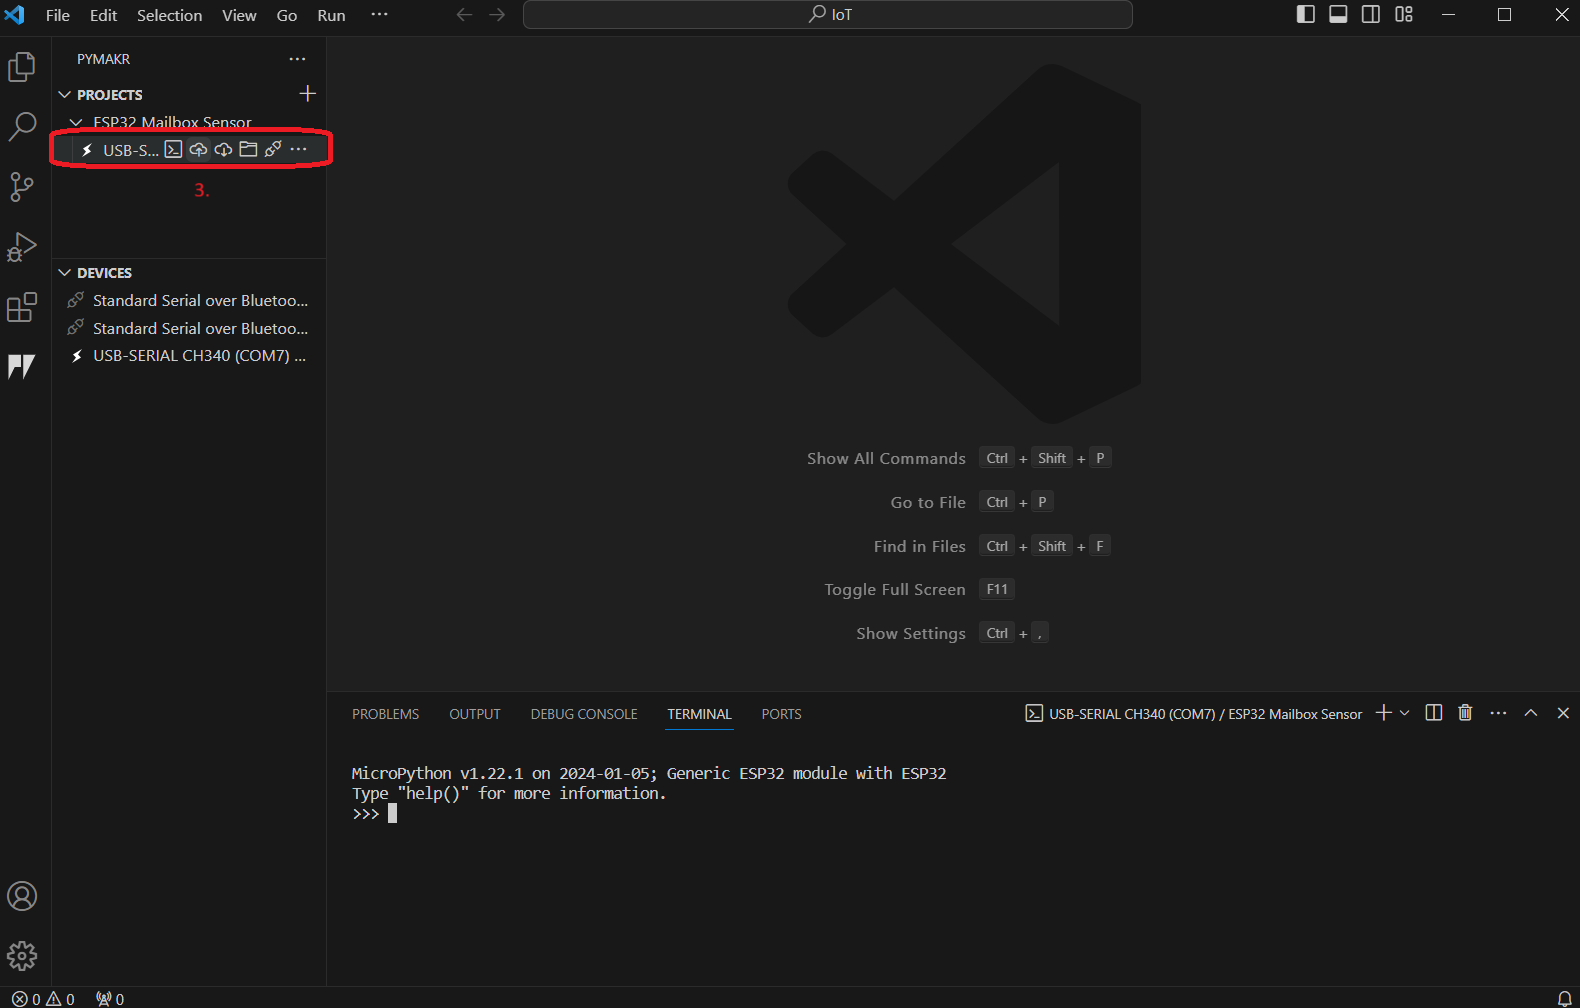 File Edit Selection View Go Run ···
IoT
PYMAKR ···
PROJECTS
ESP32 Mailbox Sensor
USB-S... ···
3.
DEVICES
Standard Serial over Bluetoo...
Standard Serial over Bluetoo...
USB-SERIAL CH340 (COM7) ...
Show All Commands Ctrl + Shift + P
Go to File Ctrl + P
Find in Files Ctrl + Shift + F
Toggle Full Screen F11
Show Settings Ctrl + ,
PROBLEMS OUTPUT DEBUG CONSOLE TERMINAL PORTS USB-SERIAL CH340 (COM7) / ESP32 Mailbox Sensor ···
MicroPython v1.22.1 on 2024-01-05; Generic ESP32 module with ESP32
Type "help()" for more information.
>>>
0 0 0